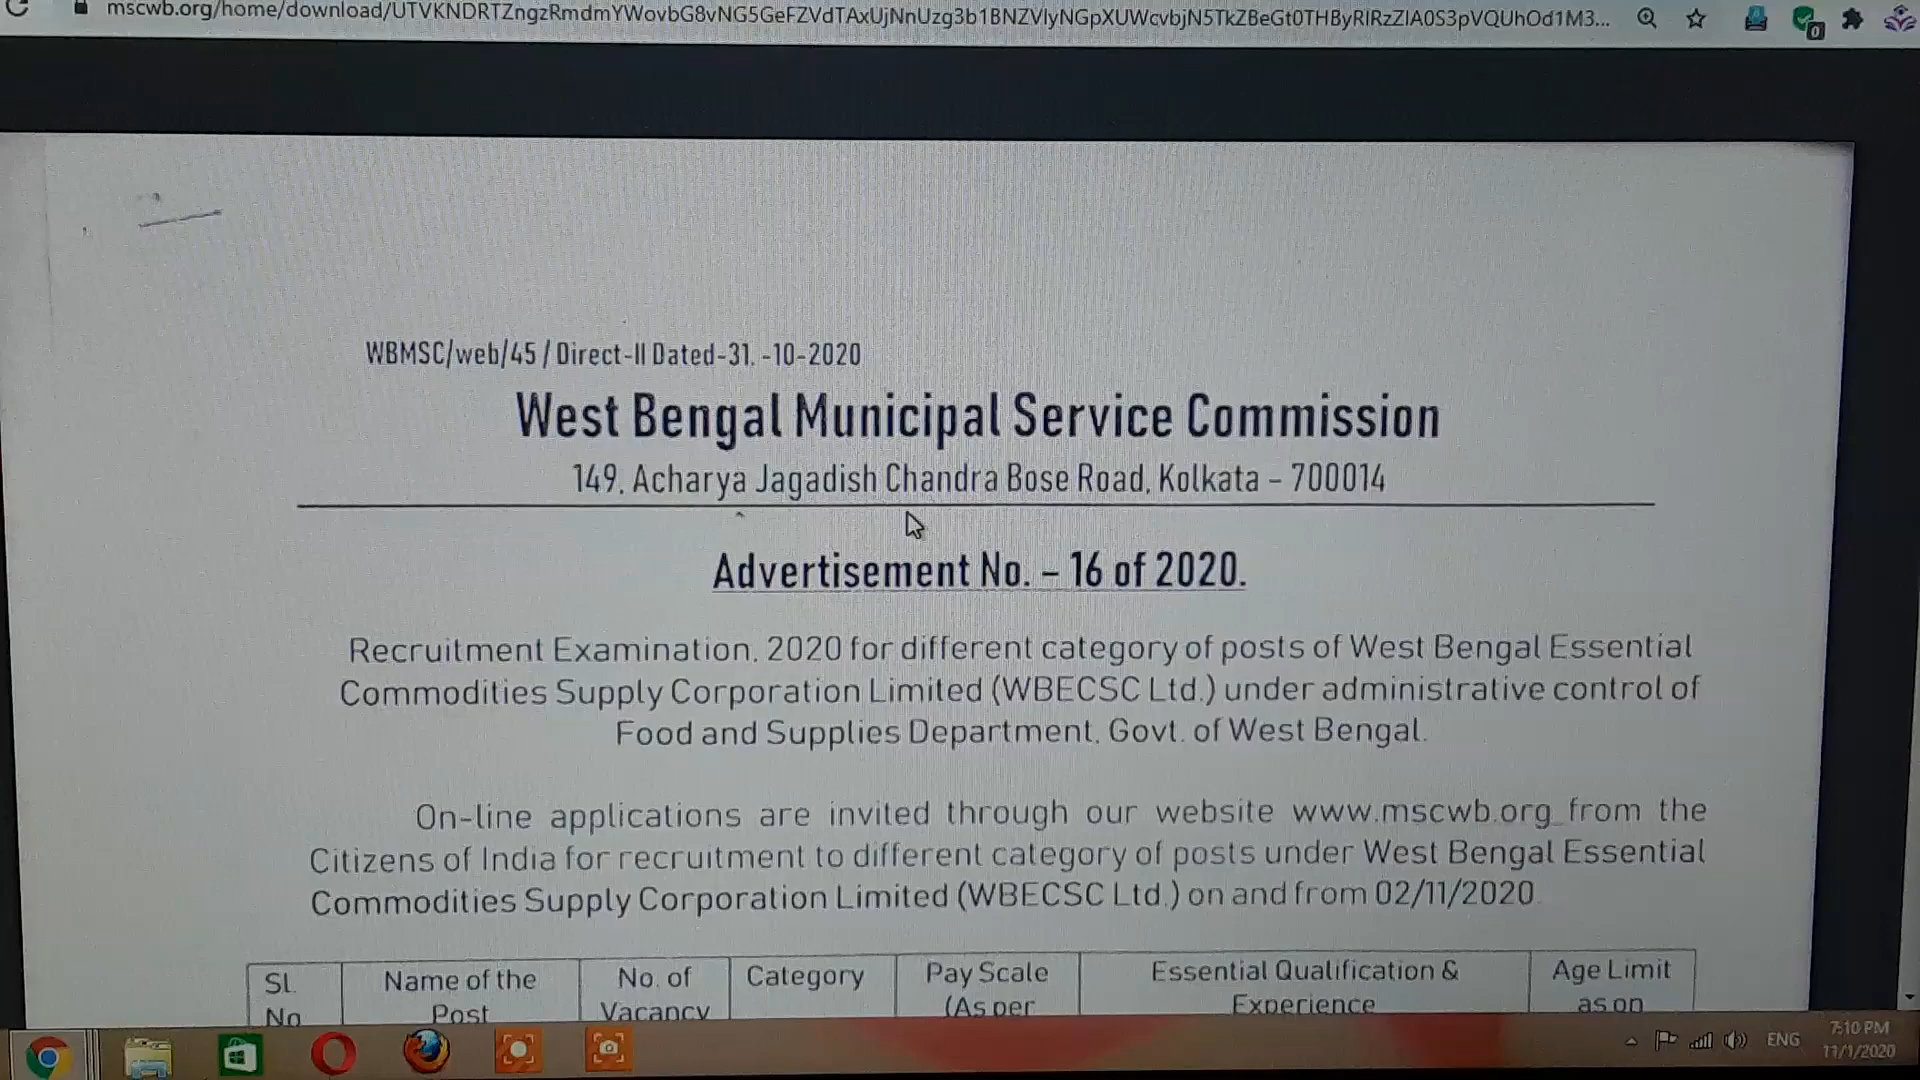 WBMSC/web/45 / Direct-II Dated-31. -10-2020
West Bengal Municipal Service Commission
149, Acharya Jagadish Chandra Bose Road, Kolkata – 700014
Advertisement No. – 16 of 2020.
Recruitment Examination, 2020 for different category of posts of West Bengal Essential
Commodities Supply Corporation Limited (WBECSC Ltd.) under administrative control of
Food and Supplies Department, Govt. of West Bengal.
On-line applications are invited through our website www.mscwb.org from the
Citizens of India for recruitment to different category of posts under West Bengal Essential
Commodities Supply Corporation Limited (WBECSC Ltd.) on and from 02/11/2020.
Sl. No
Name of the Post
No. of Vacancy
Category
Pay Scale (As per
Essential Qualification & Experience
Age Limit as on
ENG
7:10 PM
11/1/2020